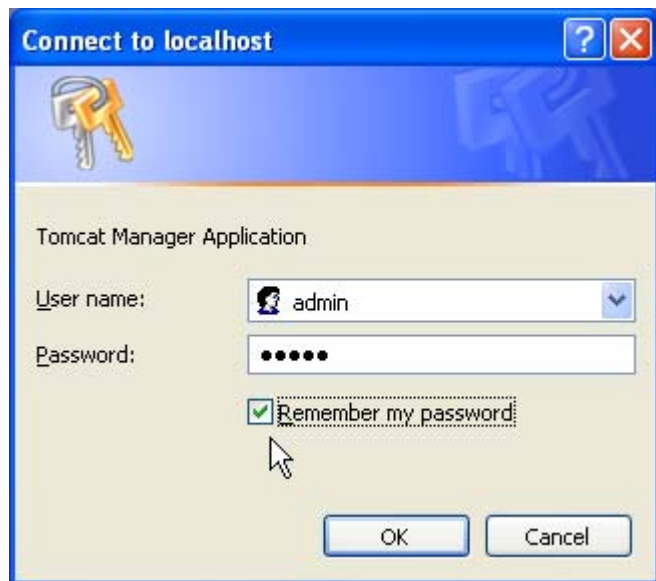 Connect to localhost
Tomcat Manager Application
User name: admin
Password: •••••
Remember my password
OK Cancel